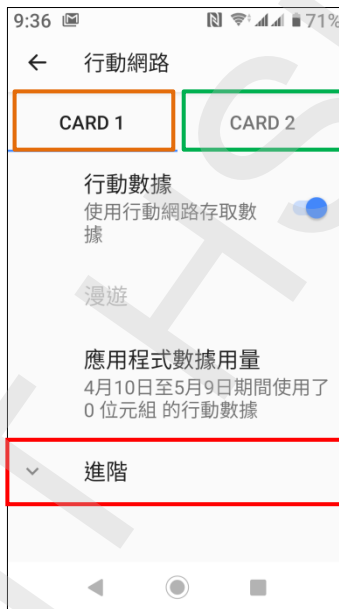 9:36 71%
行動網路
CARD 1 CARD 2
行動數據
使用行動網路存取數
據
漫遊
應用程式數據用量
4月10日至5月9日期間使用了
0 位元組 的行動數據
進階